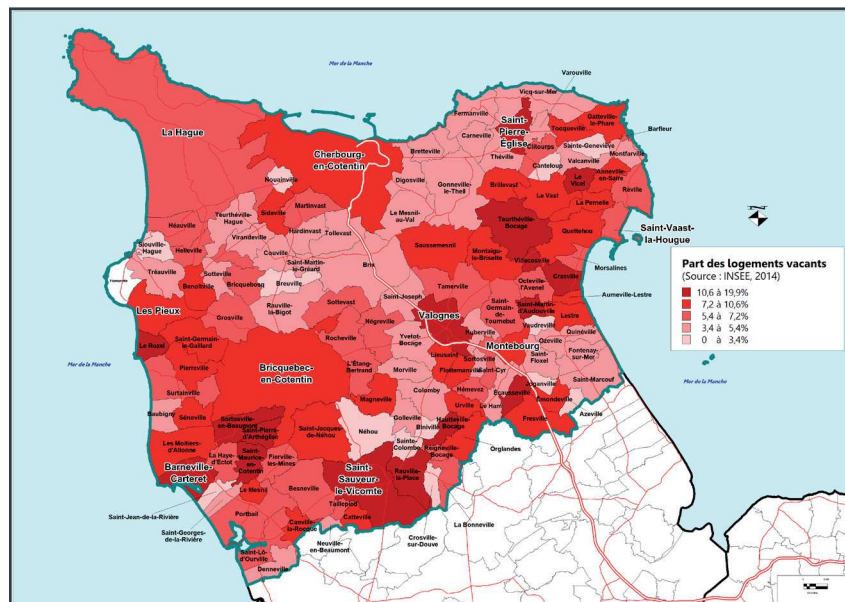 Mer de la Manche
Varouville
Vicq-sur-Mer
Gatteville-le-Phare
Fermanville
Saint-Pierre-Église
Tocqueville
Barfleur
La Hague
Carneville
Clitourps
Sainte-Geneviève
Cherbourg-en-Cotentin
Bretteville
Théville
Montfarville
Canteloup
Valcanville
Digosville
Gonneville-le-Theil
Anneville-en-Saire
Le Vicel
Nouainville
Brillevast
Réville
Sideville
Martinvast
Le Mesnil-au-Val
Le Vast
La Pernelle
Teurthéville-Hague
Héauville
Hardinvast
Teurthéville-Bocage
Saint-Vaast-la-Hougue
Virandeville
Tollevast
Quettehou
Siouville-Hague
Helleville
Couville
Saussemesnil
Montaigu-la-Brisette
Videcosville
Morsalines
Tréauville
Sotteville
Saint-Martin-le-Gréard
Brix
Crasville
Benoîtville
Bricquebosq
Breuville
Tamerville
Octeville-l'Avenel
Aumeville-Lestre
Les Pieux
Rauville-la-Bigot
Sottevast
Saint-Joseph
Saint-Germain-de-Tournebut
Saint-Martin-d'Audouville
Lestre
Grosville
Valognes
Vaudreville
Négreville
Huberville
Quinéville
Le Rozel
Saint-Germain-le-Gaillard
Rocheville
Yvetot-Bocage
Montebourg
Ozeville
Lieusaint
Sortosville
Saint-Floxel
Fontenay-sur-Mer
Pierreville
Bricquebec-en-Cotentin
L'Étang-Bertrand
Morville
Flottemanville
Saint-Cyr
Mer de la Manche
Joganville
Saint-Marcouf
Surtainville
Magneville
Colomby
Hémevez
Écausseville
Émondeville
Urville
Le Ham
Baubigny
Sénoville
Sortosville-en-Beaumont
Golleville
Hautteville-Bocage
Fresville
Azeville
Saint-Pierre-d'Arthéglise
Saint-Jacques-de-Néhou
Néhou
Biniville
Sainte-Colombe
Reigneville-Bocage
Orglandes
Les Moitiers-d'Allonne
La Haye-d'Ectot
Saint-Maurice-en-Cotentin
Fierville-les-Mines
Barneville-Carteret
Saint-Sauveur-le-Vicomte
Rauville-la-Place
Le Mesnil
Besneville
Taillepied
Saint-Jean-de-la-Rivière
Portbail
Canville-la-Rocque
Catteville
Saint-Georges-de-la-Rivière
La Bonneville
Crosville-sur-Douve
Neuville-en-Beaumont
Saint-Lô-d'Ourville
Denneville
Mer de la Manche
Part des logements vacants
(Source : INSEE, 2014)
10,6 à 19,9%
7,2 à 10,6%
5,4 à 7,2%
3,4 à 5,4%
0 à 3,4%